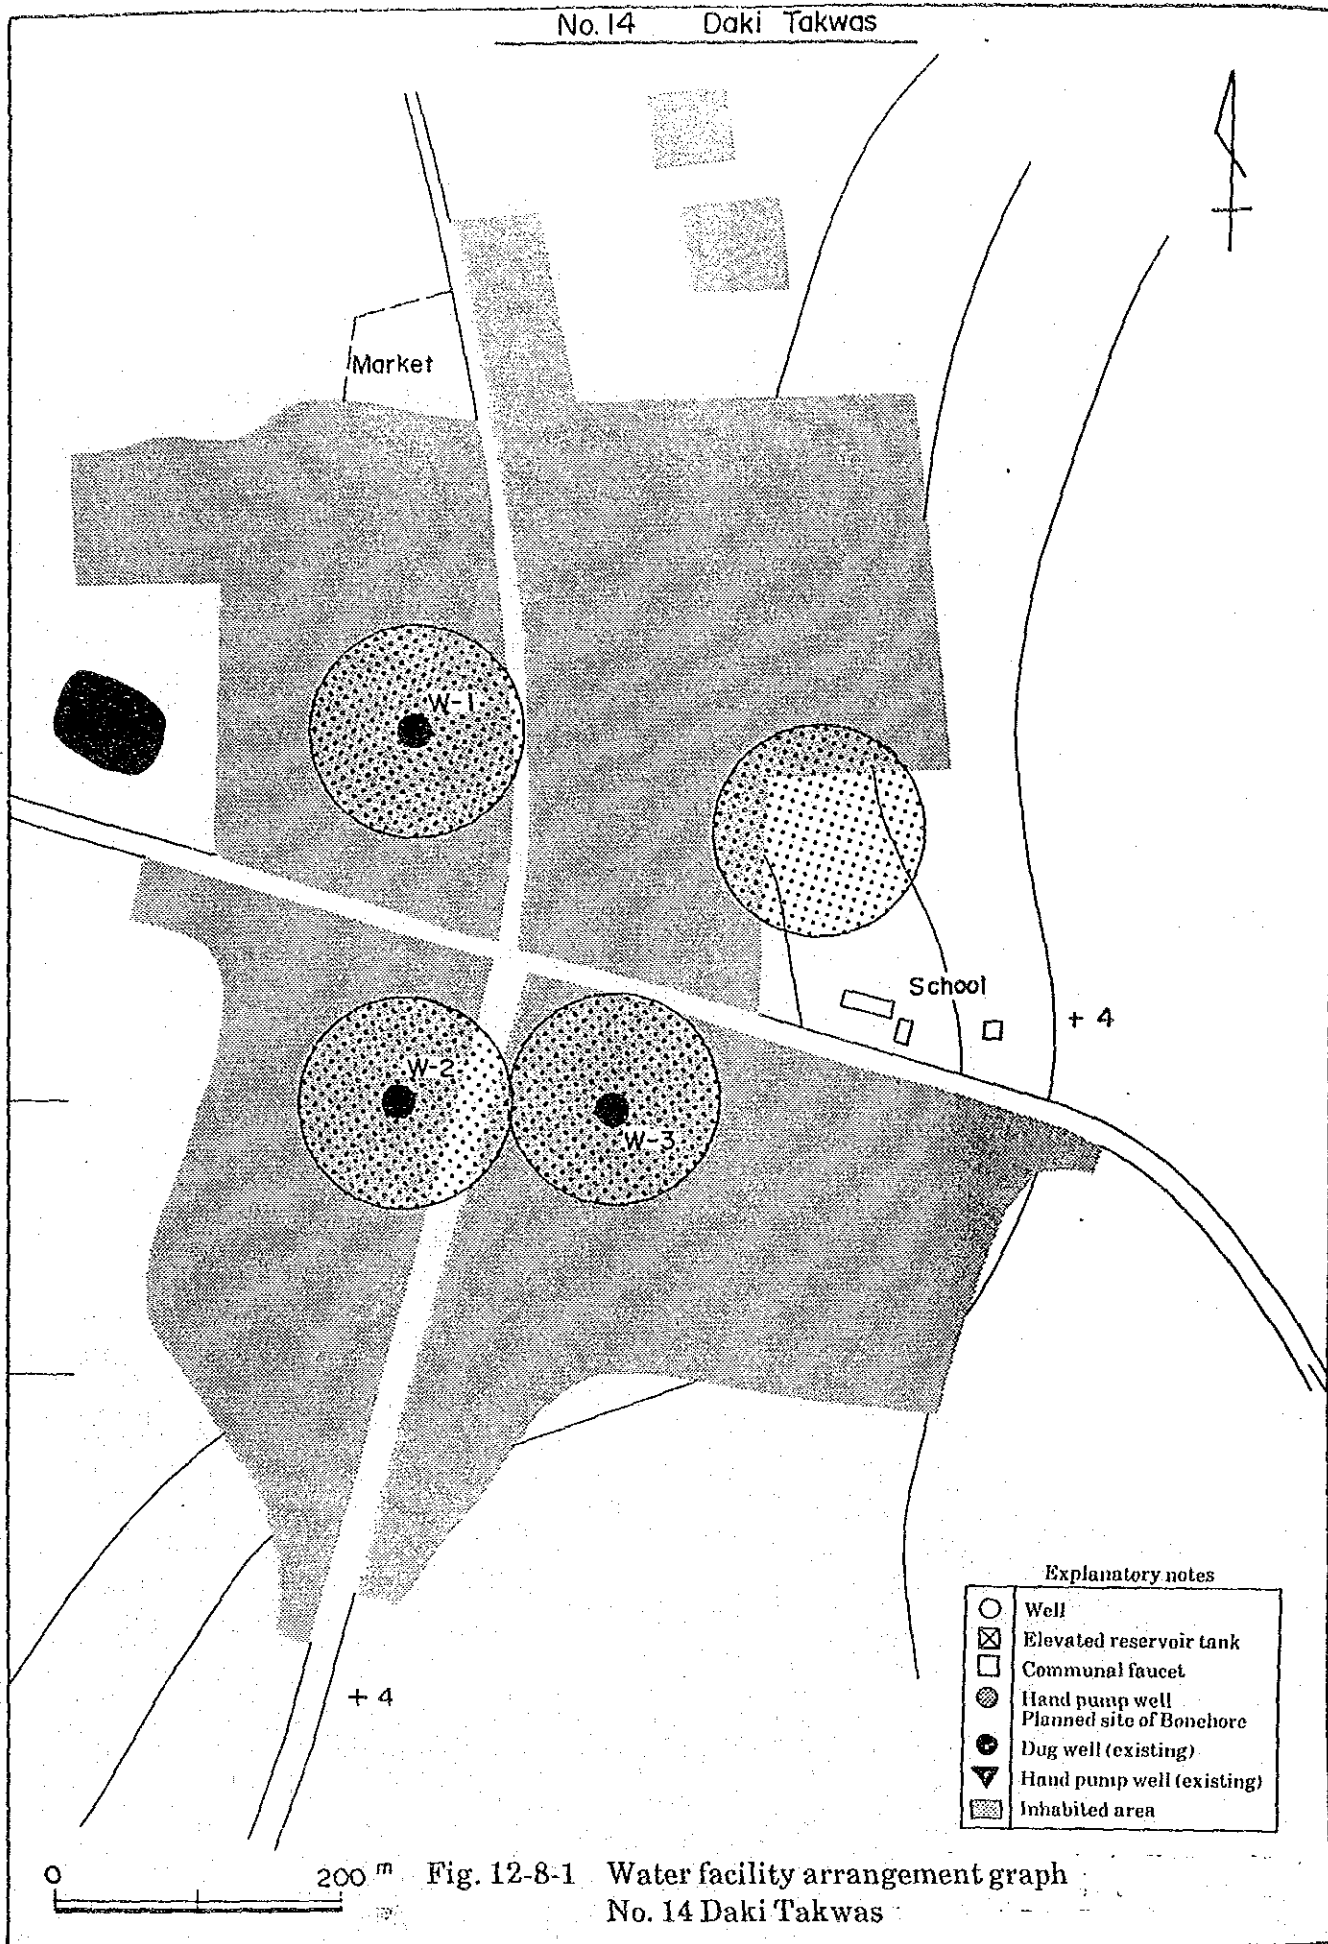 No. 14 Daki Takwas
Market
W-1
School
+ 4
W-2
W-3
Explanatory notes
Well
Elevated reservoir tank
Communal faucet
Hand pump well
Planned site of Bonehore
Dug well (existing)
Hand pump well (existing)
Inhabited area
+ 4
0 200 m
Fig. 12-8-1 Water facility arrangement graph
No. 14 Daki Takwas